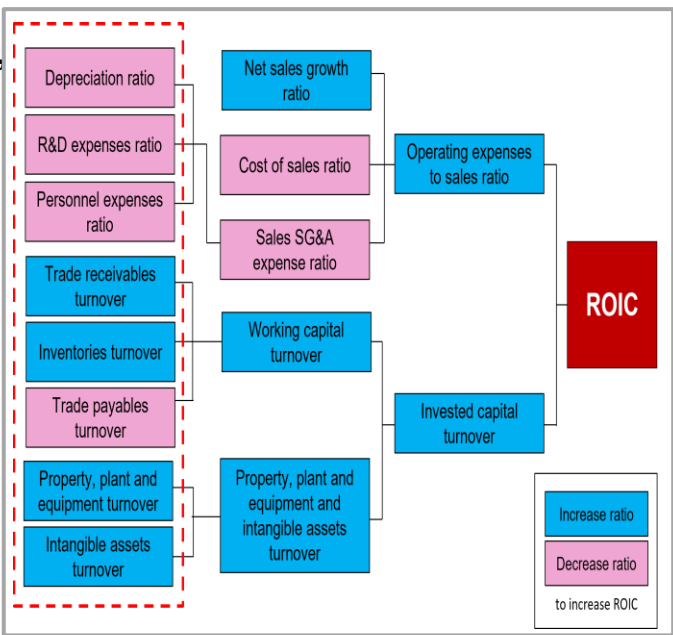 Depreciation ratio
R&D expenses ratio
Personnel expenses
ratio
Trade receivables
turnover
Inventories turnover
Trade payables
turnover
Property, plant and
equipment turnover
Intangible assets
turnover
Net sales growth
ratio
Cost of sales ratio
Sales SG&A
expense ratio
Working capital
turnover
Property, plant and
equipment and
intangible assets
turnover
Operating expenses
to sales ratio
Invested capital
turnover
ROIC
Increase ratio
Decrease ratio
to increase ROIC